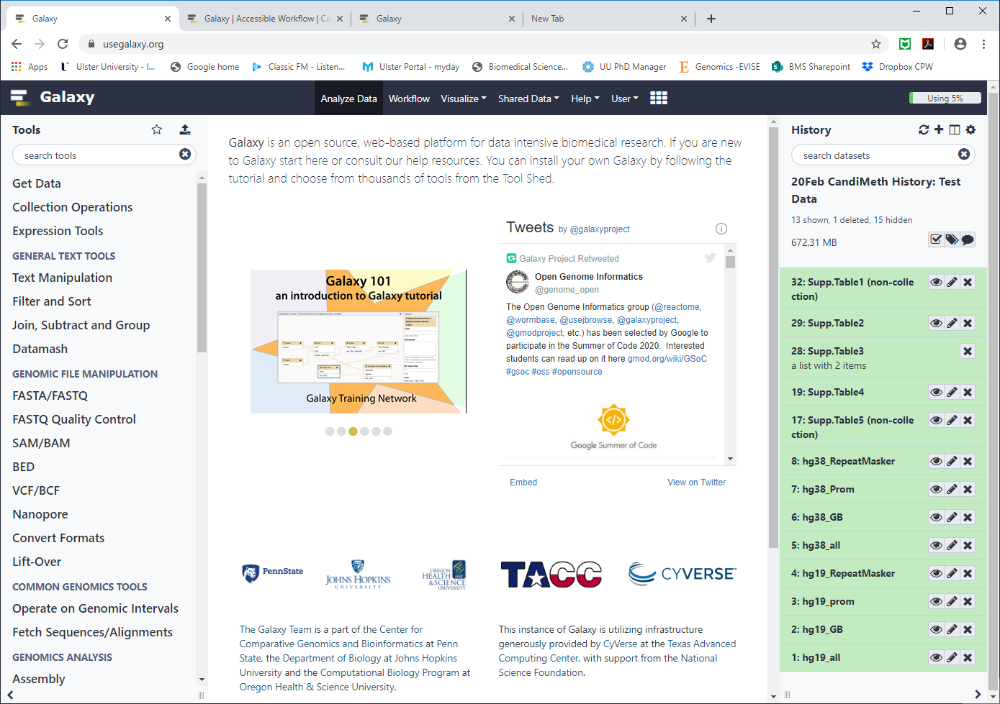 Galaxy
Galaxy | Accessible Workflow | Ca
Galaxy
New Tab
usegalaxy.org
Apps
Ulster University - I...
Google home
Classic FM - Listen...
Ulster Portal - myday
Biomedical Science...
UU PhD Manager
Genomics -EVISE
BMS Sharepoint
Dropbox CPW
Galaxy
Analyze Data
Workflow
Visualize
Shared Data
Help
User
Using 5%
Tools
search tools
Get Data
Collection Operations
Expression Tools
GENERAL TEXT TOOLS
Text Manipulation
Filter and Sort
Join, Subtract and Group
Datamash
GENOMIC FILE MANIPULATION
FASTA/FASTQ
FASTQ Quality Control
SAM/BAM
BED
VCF/BCF
Nanopore
Convert Formats
Lift-Over
COMMON GENOMICS TOOLS
Operate on Genomic Intervals
Fetch Sequences/Alignments
GENOMICS ANALYSIS
Assembly
Galaxy is an open source, web-based platform for data intensive biomedical research. If you are new
to Galaxy start here or consult our help resources. You can install your own Galaxy by following the
tutorial and choose from thousands of tools from the Tool Shed.
Galaxy 101
an introduction to Galaxy tutorial
Galaxy Training Network
Tweets by @galaxyproject
Galaxy Project Retweeted
Open Genome Informatics
@genome_open
The Open Genome Informatics group (@reactome,
@wormbase, @usejbrowse, @galaxyproject,
@gmodproject, etc.) has been selected by Google to
participate in the Summer of Code 2020. Interested
students can read up on it here gmod.org/wiki/GSoC
#gsoc #oss #opensource
Google Summer of Code
Embed
View on Twitter
PennState
JOHNS HOPKINS
UNIVERSITY
OREGON
HEALTH
& SCIENCE
UNIVERSITY
TACC
CYVERSE
The Galaxy Team is a part of the Center for
Comparative Genomics and Bioinformatics at Penn
State, the Department of Biology at Johns Hopkins
University and the Computational Biology Program at
Oregon Health & Science University.
This instance of Galaxy is utilizing infrastructure
generously provided by CyVerse at the Texas Advanced
Computing Center, with support from the National
Science Foundation.
History
search datasets
20Feb CandiMeth History: Test
Data
13 shown, 1 deleted, 15 hidden
672.31 MB
32: Supp.Table1 (non-colle
ction)
29: Supp.Table2
28: Supp.Table3
a list with 2 items
19: Supp.Table4
17: Supp.Table5 (non-colle
ction)
8: hg38_RepeatMasker
7: hg38_Prom
6: hg38_GB
5: hg38_all
4: hg19_RepeatMasker
3: hg19_prom
2: hg19_GB
1: hg19_all